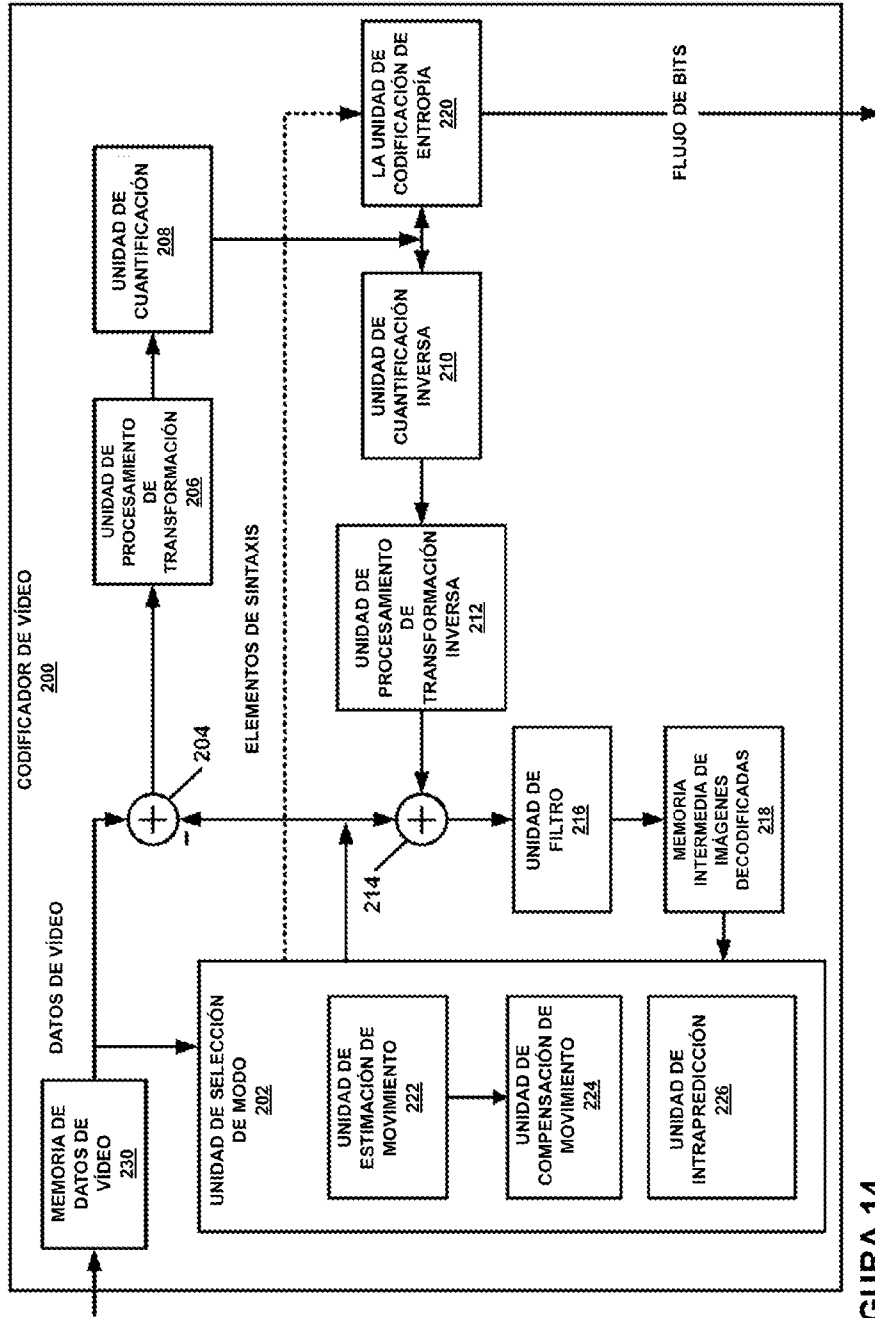 CODIFICADOR DE VÍDEO
200
MEMORIA DE
DATOS DE
VÍDEO
230
DATOS DE VÍDEO
204
-
UNIDAD DE
PROCESAMIENTO
DE
TRANSFORMACIÓN
206
UNIDAD DE
CUANTIFICACIÓN
208
ELEMENTOS DE SINTAXIS
UNIDAD DE SELECCIÓN
DE MODO
202
UNIDAD DE
ESTIMACIÓN DE
MOVIMIENTO
222
UNIDAD DE
COMPENSACIÓN DE
MOVIMIENTO
224
UNIDAD DE
INTRAPREDICCIÓN
226
214
UNIDAD DE
FILTRO
216
MEMORIA
INTERMEDIA DE
IMÁGENES
DECODIFICADAS
218
UNIDAD DE
PROCESAMIENTO
DE
TRANSFORMACIÓN
INVERSA
212
UNIDAD DE
CUANTIFICACIÓN
INVERSA
210
LA UNIDAD DE
CODIFICACIÓN DE
ENTROPÍA
220
FLUJO DE BITS
GURA 14